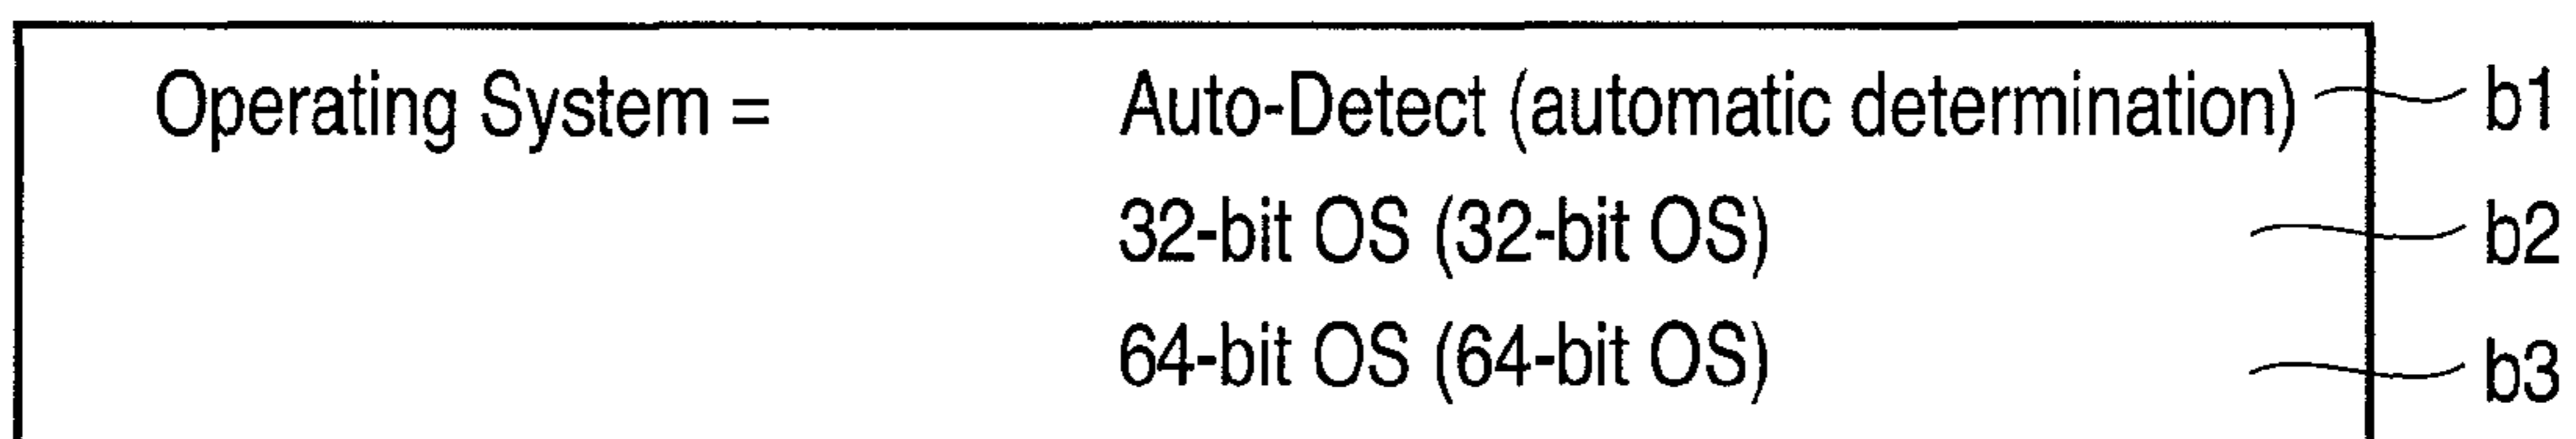 Operating System = Auto-Detect (automatic determination) b1
32-bit OS (32-bit OS) b2
64-bit OS (64-bit OS) b3